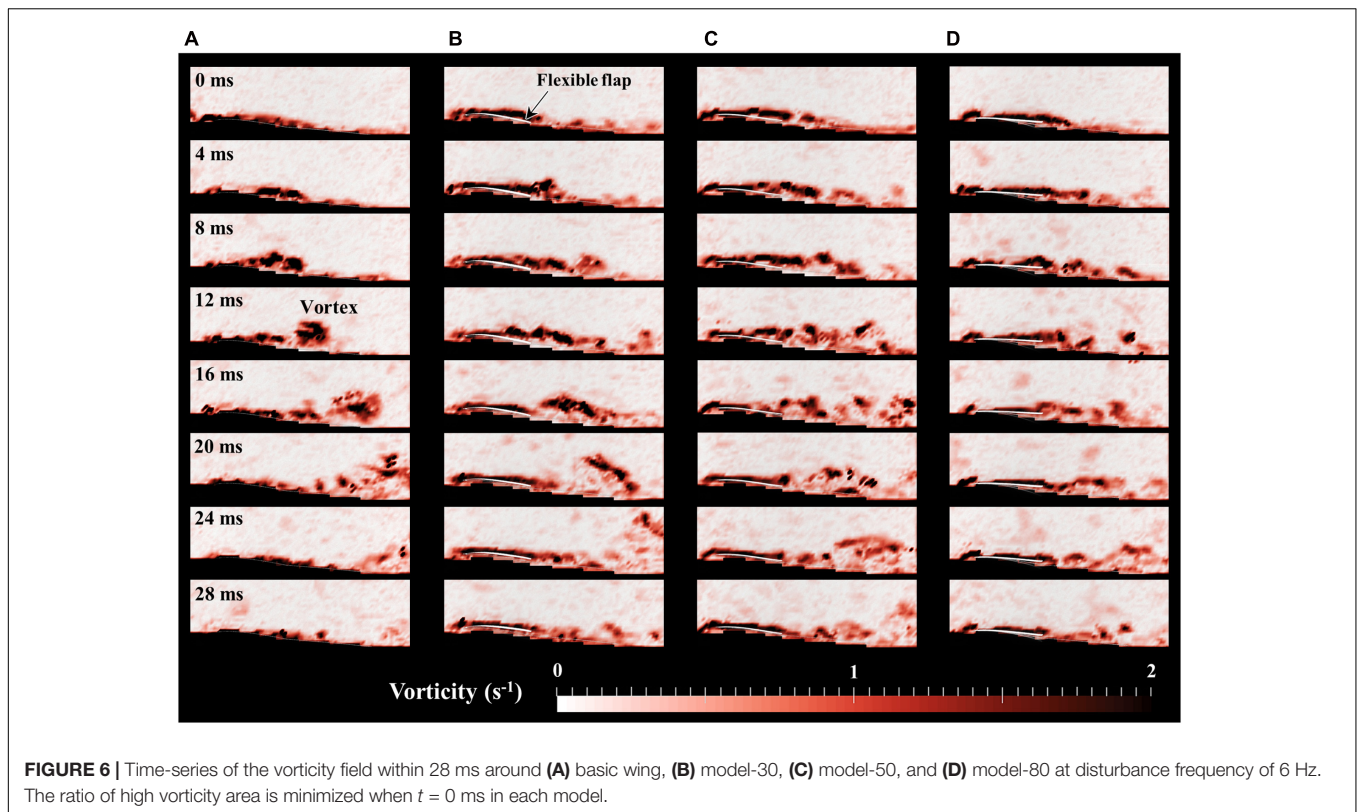 A B C D
0 ms
Flexible flap
4 ms
8 ms
12 ms
Vortex
16 ms
20 ms
24 ms
28 ms
0 1 2
Vorticity (s⁻¹)
FIGURE 6 | Time-series of the vorticity field within 28 ms around (A) basic wing, (B) model-30, (C) model-50, and (D) model-80 at disturbance frequency of 6 Hz.
The ratio of high vorticity area is minimized when t = 0 ms in each model.